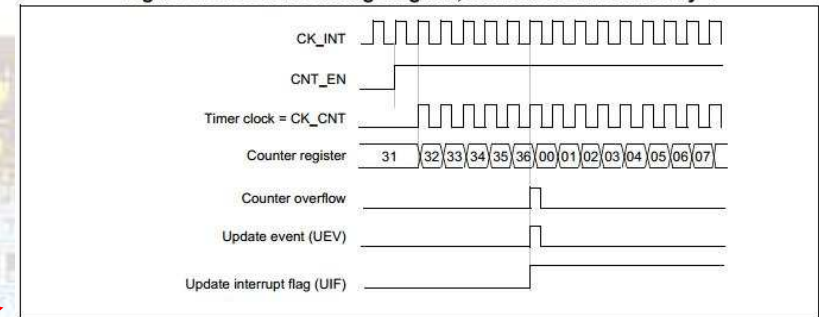 CK_INT
CNT_EN
Timer clock = CK_CNT
Counter register 31 32 33 34 35 36 00 01 02 03 04 05 06 07
Counter overflow
Update event (UEV)
Update interrupt flag (UIF)